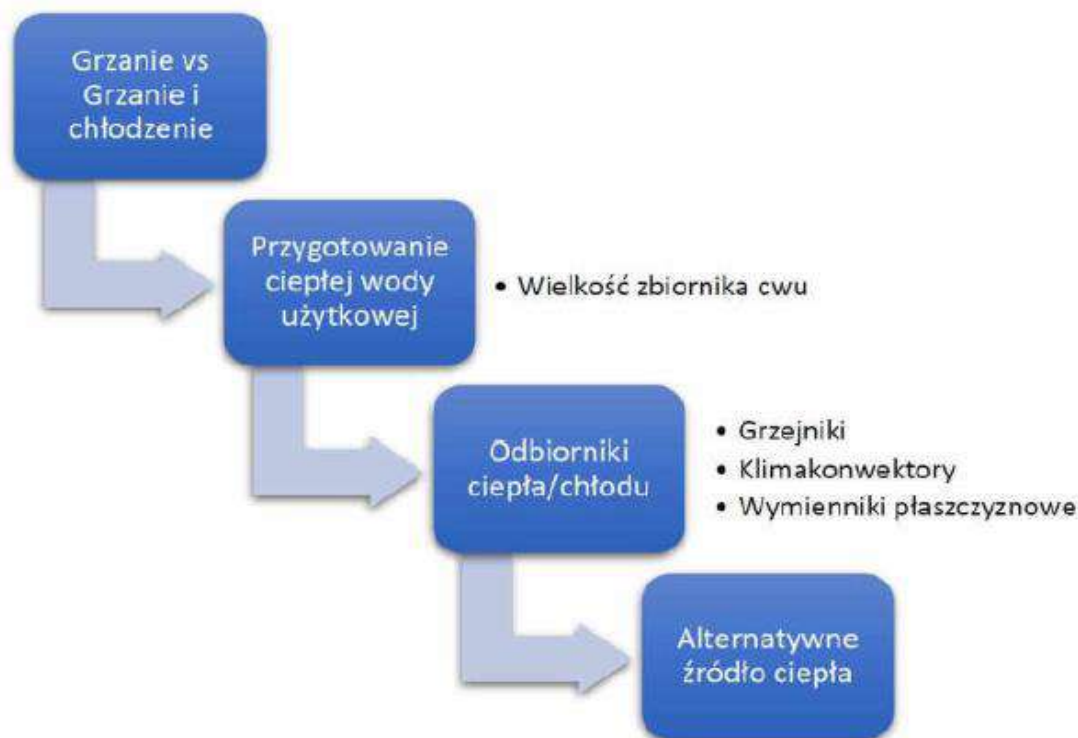 Grzanie vs
Grzanie i
chłodzenie
Przygotowanie
ciepłej wody
użytkowej
• Wielkość zbiornika cwu
Odbiorniki
ciepła/chłodu
• Grzejniki
• Klimakonwektory
• Wymienniki płaszczyznowe
Alternatywne
źródło ciepła